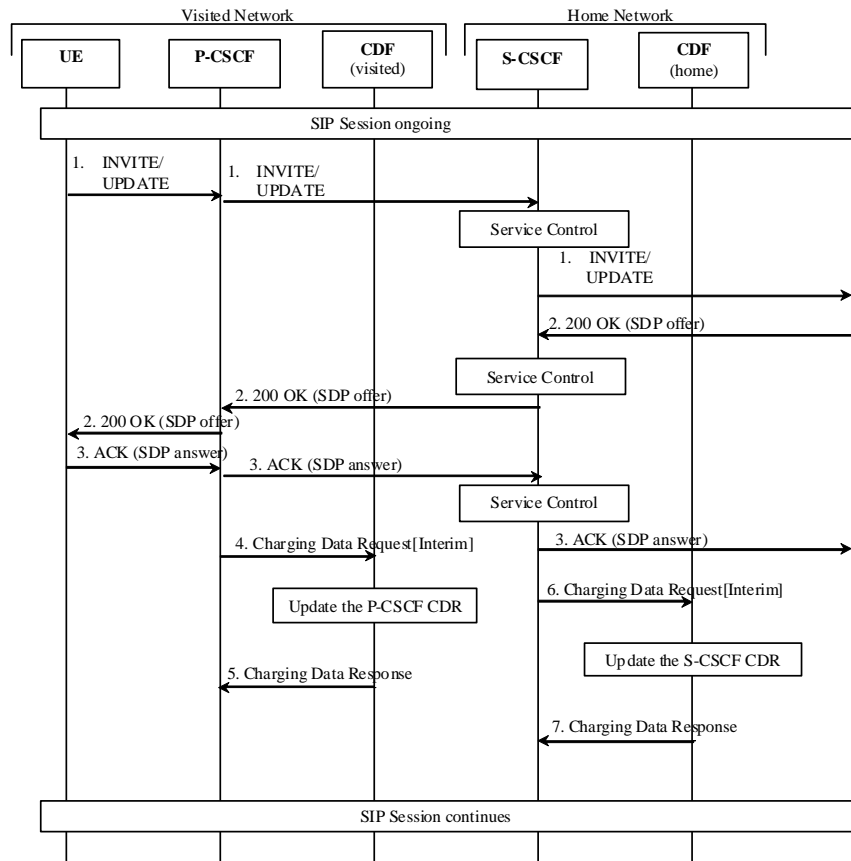 Visited Network
Home Network
UE
P-CSCF
CDF
(visited)
S-CSCF
CDF
(home)
SIP Session ongoing
1. INVITE/
UPDATE
1. INVITE/
UPDATE
Service Control
1. INVITE/
UPDATE
2. 200 OK (SDP offer)
Service Control
2. 200 OK (SDP offer)
2. 200 OK (SDP offer)
3. ACK (SDP answer)
3. ACK (SDP answer)
Service Control
4. Charging Data Request[Interim]
3. ACK (SDP answer)
6. Charging Data Request[Interim]
Update the P-CSCF CDR
Update the S-CSCF CDR
5. Charging Data Response
7. Charging Data Response
SIP Session continues